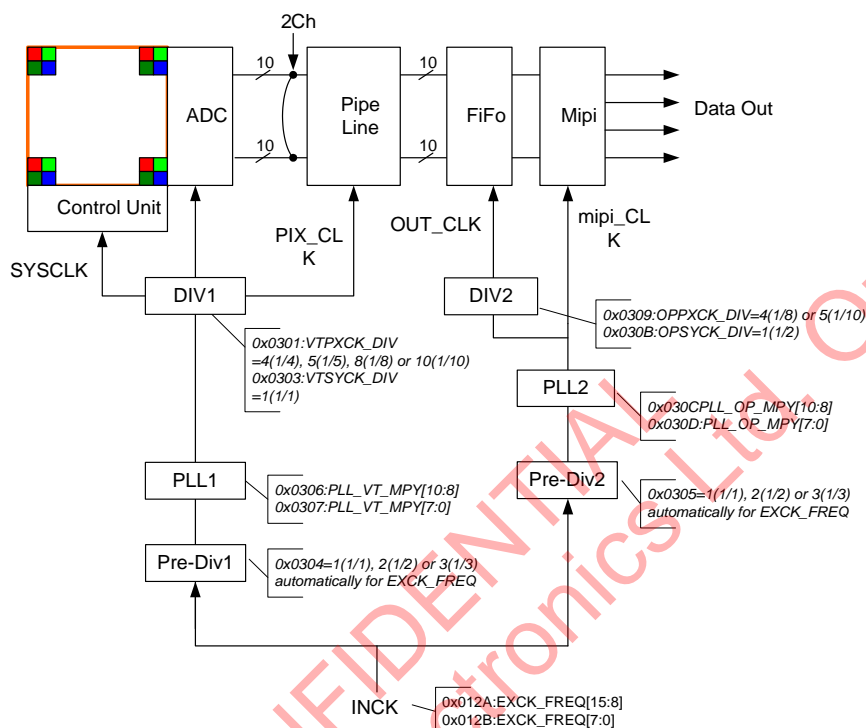 2Ch
10
10
ADC
Pipe
Line
FiFo
Mipi
Data Out
10
10
Control Unit
SYSCLK
PIX_CL
K
OUT_CLK
mipi_CL
K
DIV1
DIV2
0x0309:OPPXCK_DIV=4(1/8) or 5(1/10)
0x030B:OPSYCK_DIV=1(1/2)
0x0301:VTPXCK_DIV
=4(1/4), 5(1/5), 8(1/8) or 10(1/10)
0x0303:VTSYCK_DIV
=1(1/1)
PLL2
0x030CPLL_OP_MPY[10:8]
0x030D:PLL_OP_MPY[7:0]
PLL1
0x0306:PLL_VT_MPY[10:8]
0x0307:PLL_VT_MPY[7:0]
Pre-Div2
0x0305=1(1/1), 2(1/2) or 3(1/3)
automatically for EXCK_FREQ
Pre-Div1
0x0304=1(1/1), 2(1/2) or 3(1/3)
automatically for EXCK_FREQ
INCK
0x012A:EXCK_FREQ[15:8]
0x012B:EXCK_FREQ[7:0]
Ltd.